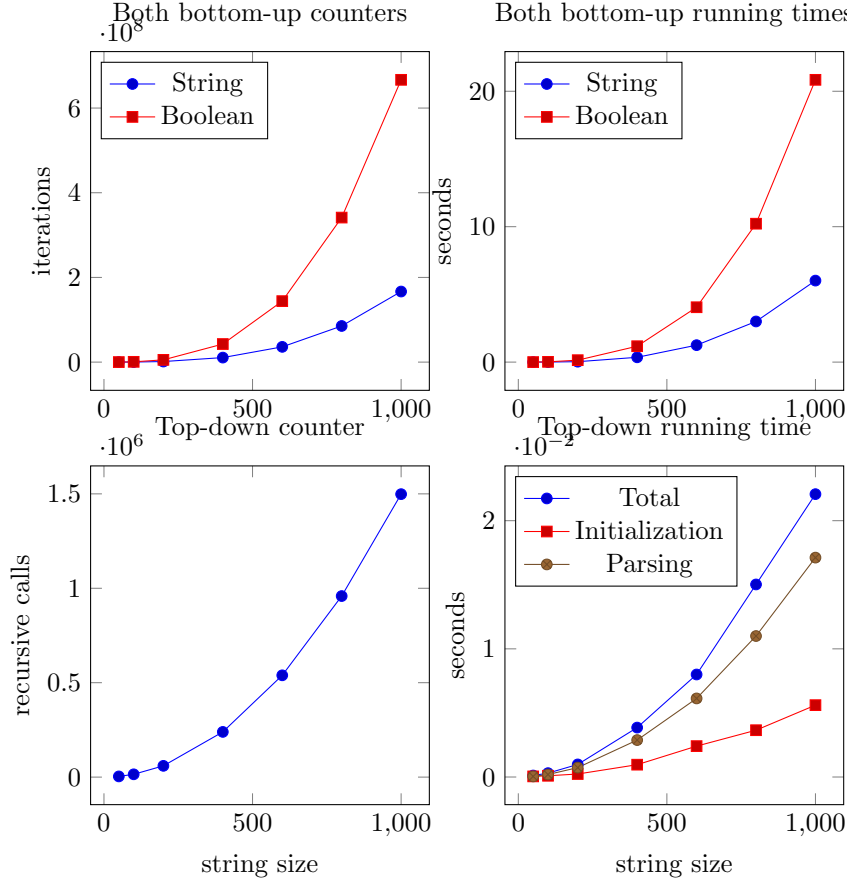 Both bottom-up counters
·10^8
String
Boolean
iterations
6
4
2
0
0
500
1,000
Both bottom-up running times
String
Boolean
seconds
20
10
0
0
500
1,000
Top-down counter
·10^6
recursive calls
1.5
1
0.5
0
0
500
1,000
string size
Top-down running time
·10^−2
Total
Initialization
Parsing
seconds
2
1
0
0
500
1,000
string size